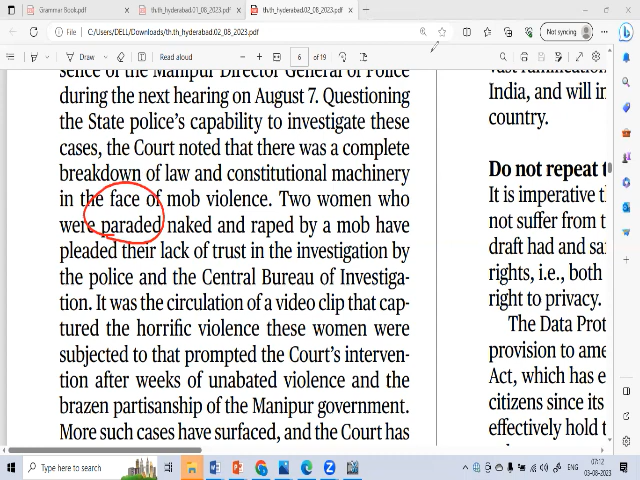 Grammar Book.pdf
th.th_hyderabad.01_08_2023.pdf
th.th_hyderabad.02_08_2023.pdf
File
C:/Users/DELL/Downloads/th.th_hyderabad.02_08_2023.pdf
Not syncing
Draw
Read aloud
6
of 19
sence of the Manipur Director General of Police
during the next hearing on August 7. Questioning
the State police's capability to investigate these
cases, the Court noted that there was a complete
breakdown of law and constitutional machinery
in the face of mob violence. Two women who
were paraded naked and raped by a mob have
pleaded their lack of trust in the investigation by
the police and the Central Bureau of Investiga-
tion. It was the circulation of a video clip that cap-
tured the horrific violence these women were
subjected to that prompted the Court's interven-
tion after weeks of unabated violence and the
brazen partisanship of the Manipur government.
More such cases have surfaced, and the Court has
India, and will in
country.
Do not repeat t
It is imperative t
not suffer from t
draft had and sa
rights, i.e., both
right to privacy.
The Data Prot
provision to ame
Act, which has e
citizens since its
effectively hold t
Type here to search
ENG
07:12
03-08-2023